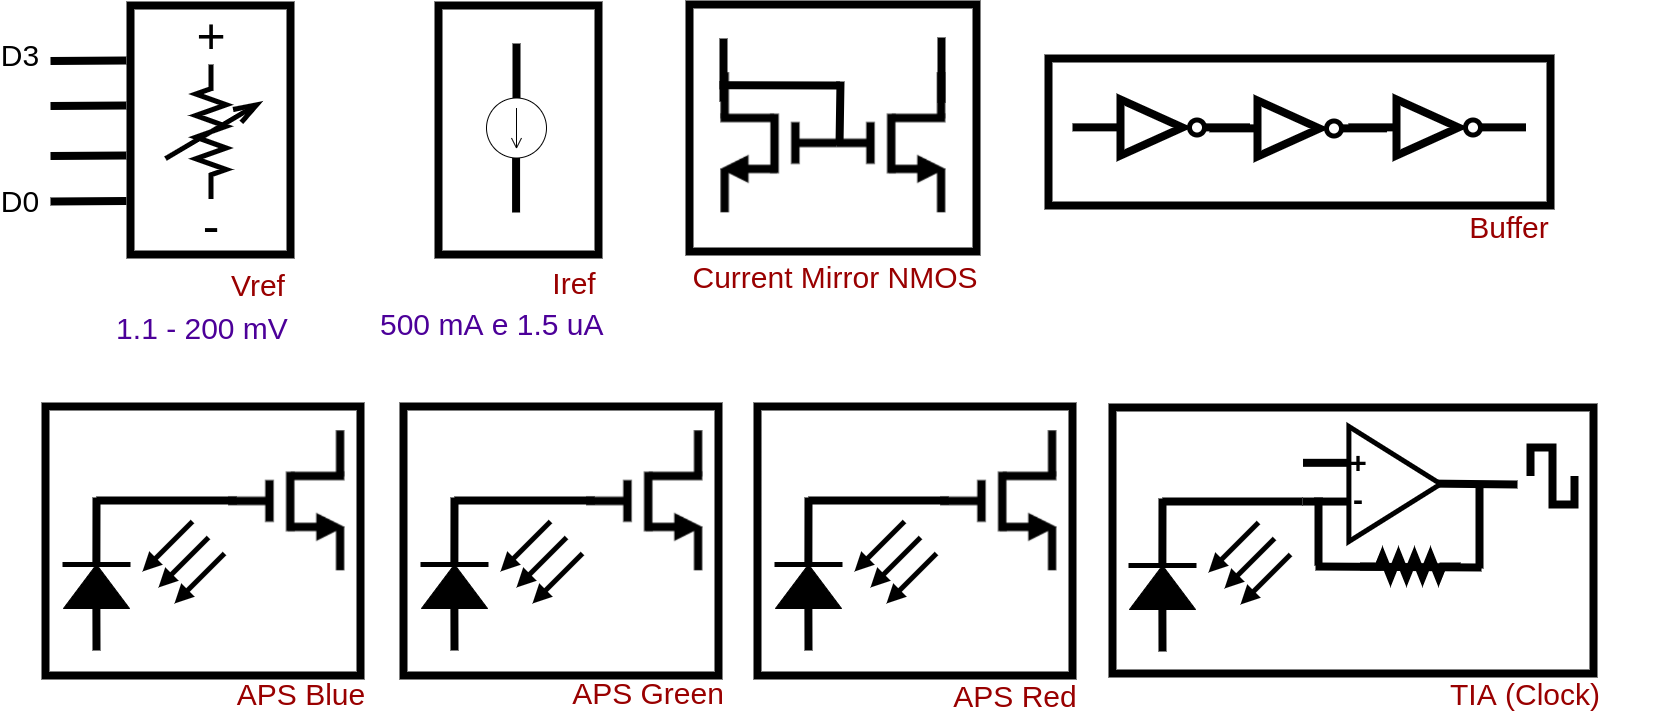 D3
+
D0
-
Vref
1.1 - 200 mV
Iref
500 mA e 1.5 uA
Current Mirror NMOS
Buffer
APS Blue
APS Green
APS Red
+
-
TIA (Clock)